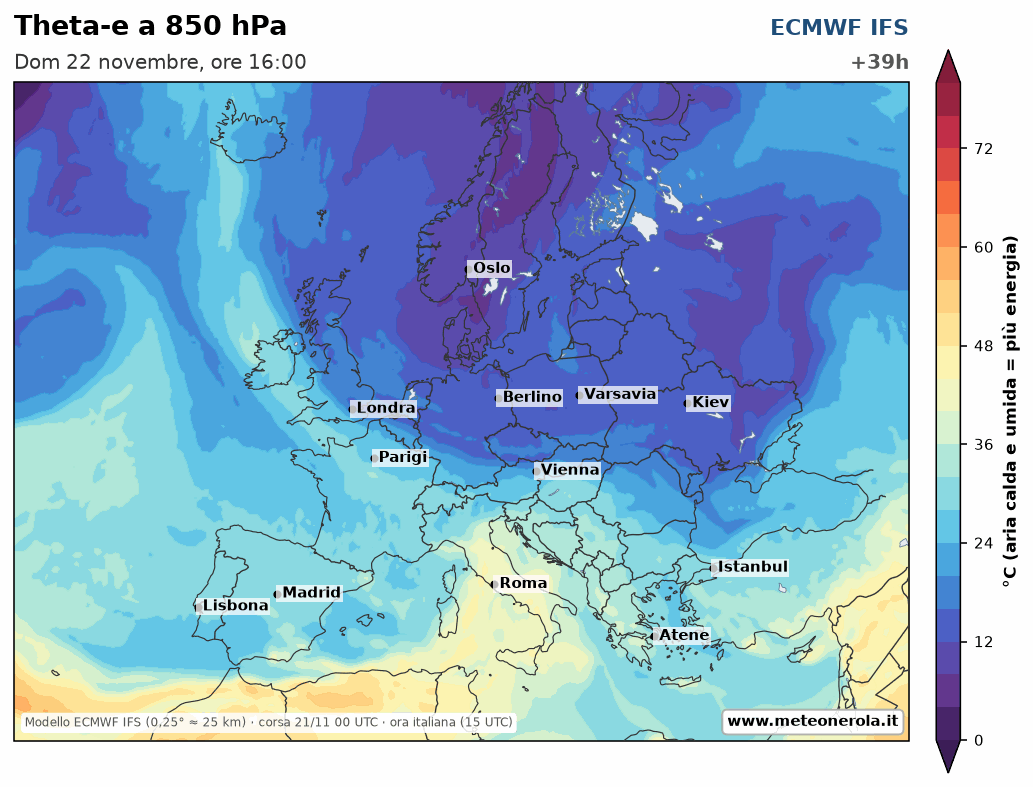 Theta-e a 850 hPa
ECMWF IFS
Dom 22 novembre, ore 16:00
+39h
72
60
48
36
24
12
0
°C (aria calda e umida = più energia)
Oslo
Berlino
Varsavia
Kiev
Londra
Parigi
Vienna
Istanbul
Roma
Madrid
Lisbona
Atene
Modello ECMWF IFS (0,25° ≈ 25 km) · corsa 21/11 00 UTC · ora italiana (15 UTC)
www.meteonerola.it